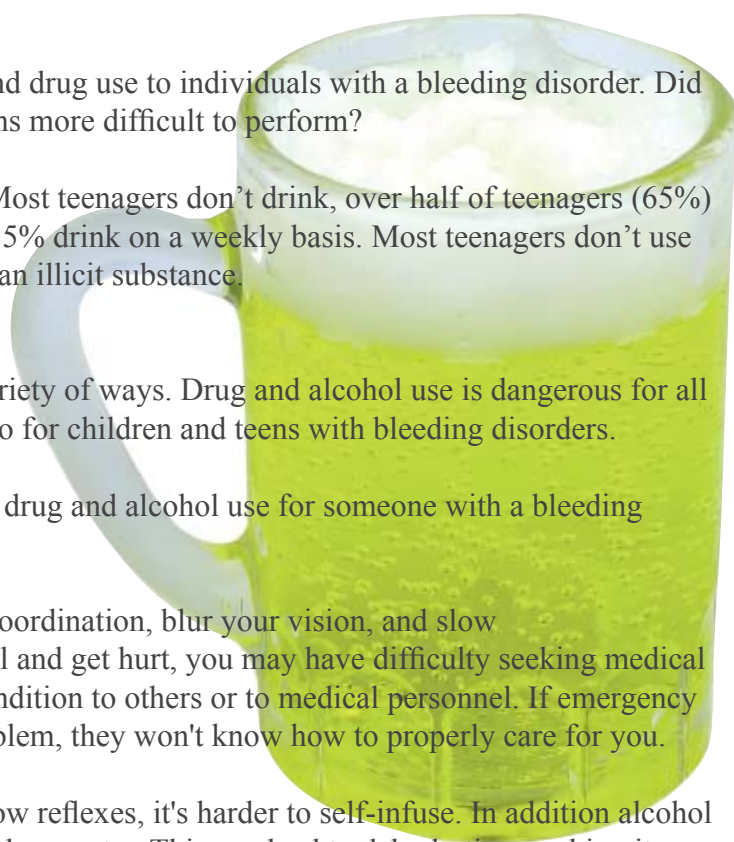 nd drug use to individuals with a bleeding disorder. Did
ns more difficult to perform?
Most teenagers don’t drink, over half of teenagers (65%)
5% drink on a weekly basis. Most teenagers don’t use
an illicit substance.
riety of ways. Drug and alcohol use is dangerous for all
o for children and teens with bleeding disorders.
drug and alcohol use for someone with a bleeding
oordination, blur your vision, and slow
l and get hurt, you may have difficulty seeking medical
ndition to others or to medical personnel. If emergency
blem, they won't know how to properly care for you.
ow reflexes, it's harder to self-infuse. In addition alcohol